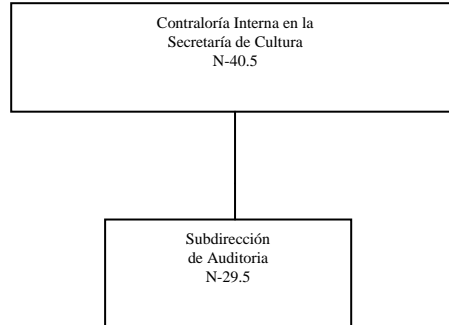 Contraloría Interna en la
Secretaría de Cultura
N-40.5
Subdirección
de Auditoria
N-29.5